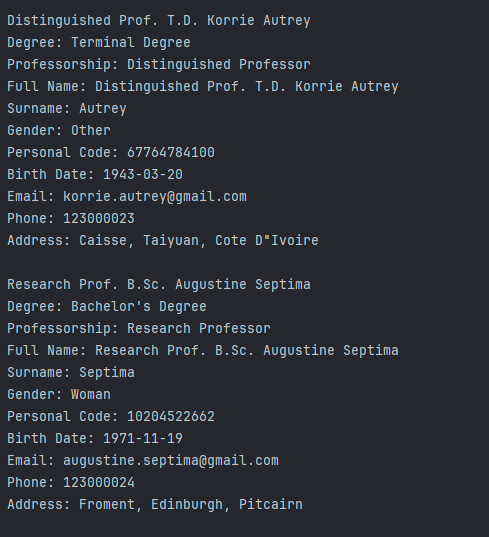 Distinguished Prof. T.D. Korrie Autrey
Degree: Terminal Degree
Professorship: Distinguished Professor
Full Name: Distinguished Prof. T.D. Korrie Autrey
Surname: Autrey
Gender: Other
Personal Code: 67764784100
Birth Date: 1943-03-20
Email: korrie.autrey@gmail.com
Phone: 123000023
Address: Caisse, Taiyuan, Cote D"Ivoire

Research Prof. B.Sc. Augustine Septima
Degree: Bachelor's Degree
Professorship: Research Professor
Full Name: Research Prof. B.Sc. Augustine Septima
Surname: Septima
Gender: Woman
Personal Code: 10204522662
Birth Date: 1971-11-19
Email: augustine.septima@gmail.com
Phone: 123000024
Address: Froment, Edinburgh, Pitcairn